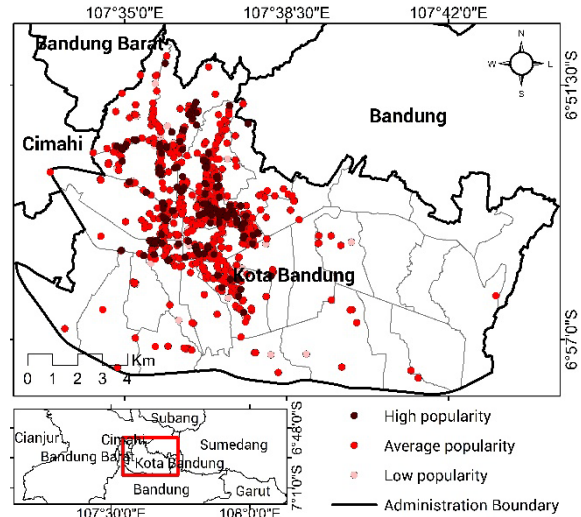 107°35'0"E 107°38'30"E 107°42'0"E
Bandung Barat
N
W L
S
6°51'30"S
Bandung
Cimahi
Kota Bandung
6°57'0"S
Km
0 1 2 3 4
Subang
Cianjur
Cimahi
Sumedang
Bandung Barat
Kota Bandung
Bandung
Garut
6°48'0"S
7°1'0"S
107°30'0"E 108°0'0"E
High popularity
Average popularity
Low popularity
Administration Boundary